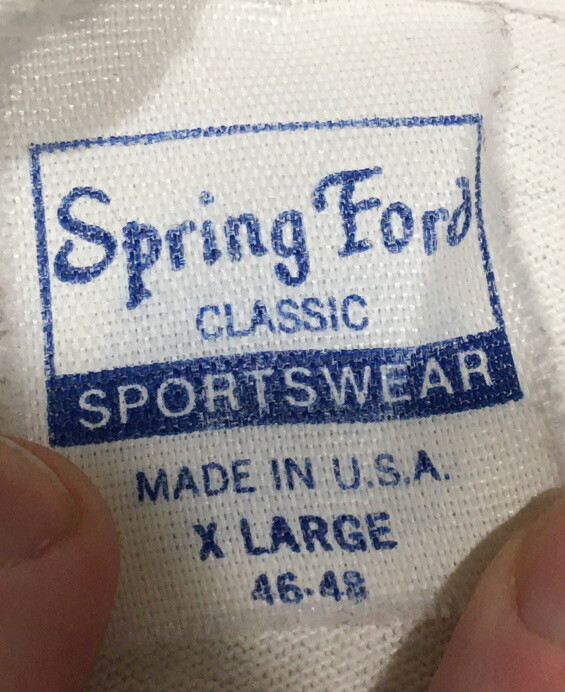 Spring Ford
CLASSIC
SPORTSWEAR
MADE IN U.S.A.
X LARGE
46-48